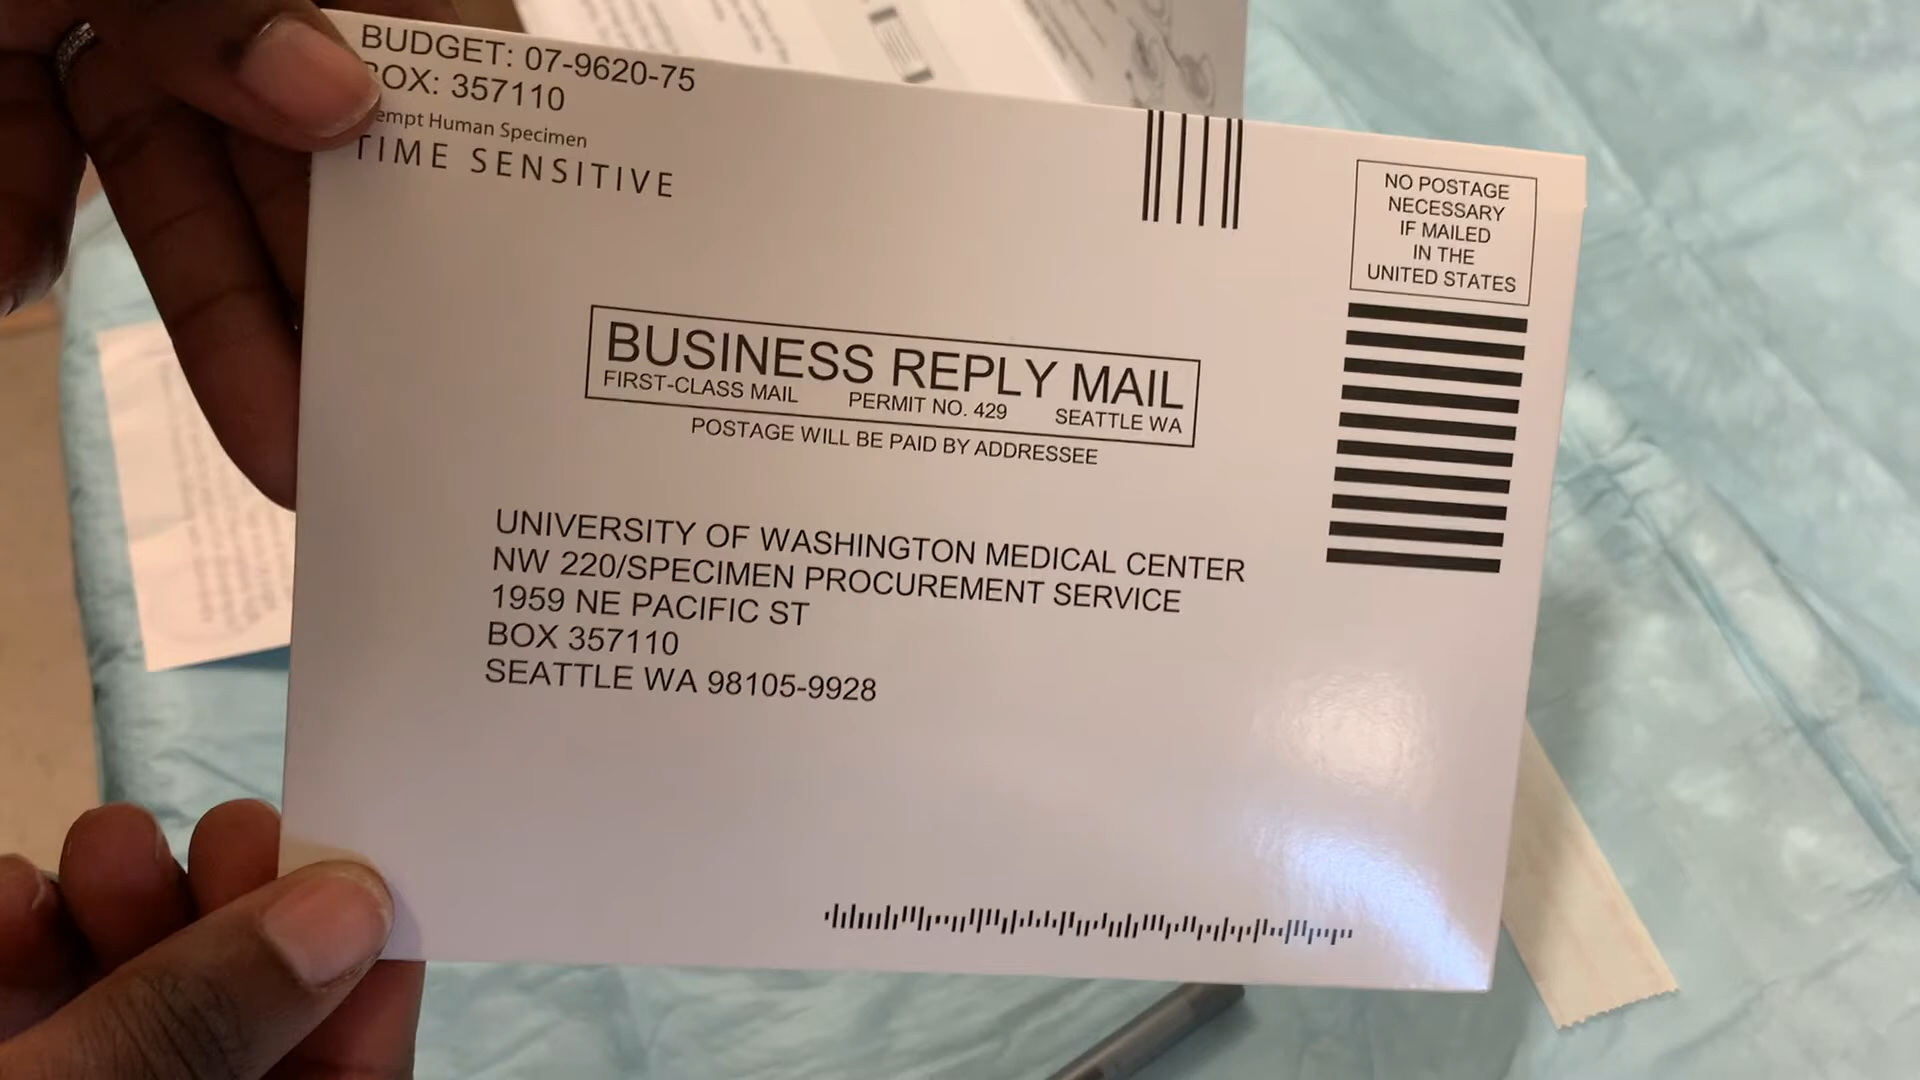 BUDGET: 07-9620-75
BOX: 357110
Human Specimen
TIME SENSITIVE
NO POSTAGE
NECESSARY
IF MAILED
IN THE
UNITED STATES
BUSINESS REPLY MAIL
FIRST-CLASS MAIL PERMIT NO. 429 SEATTLE WA
POSTAGE WILL BE PAID BY ADDRESSEE
UNIVERSITY OF WASHINGTON MEDICAL CENTER
NW 220/SPECIMEN PROCUREMENT SERVICE
1959 NE PACIFIC ST
BOX 357110
SEATTLE WA 98105-9928